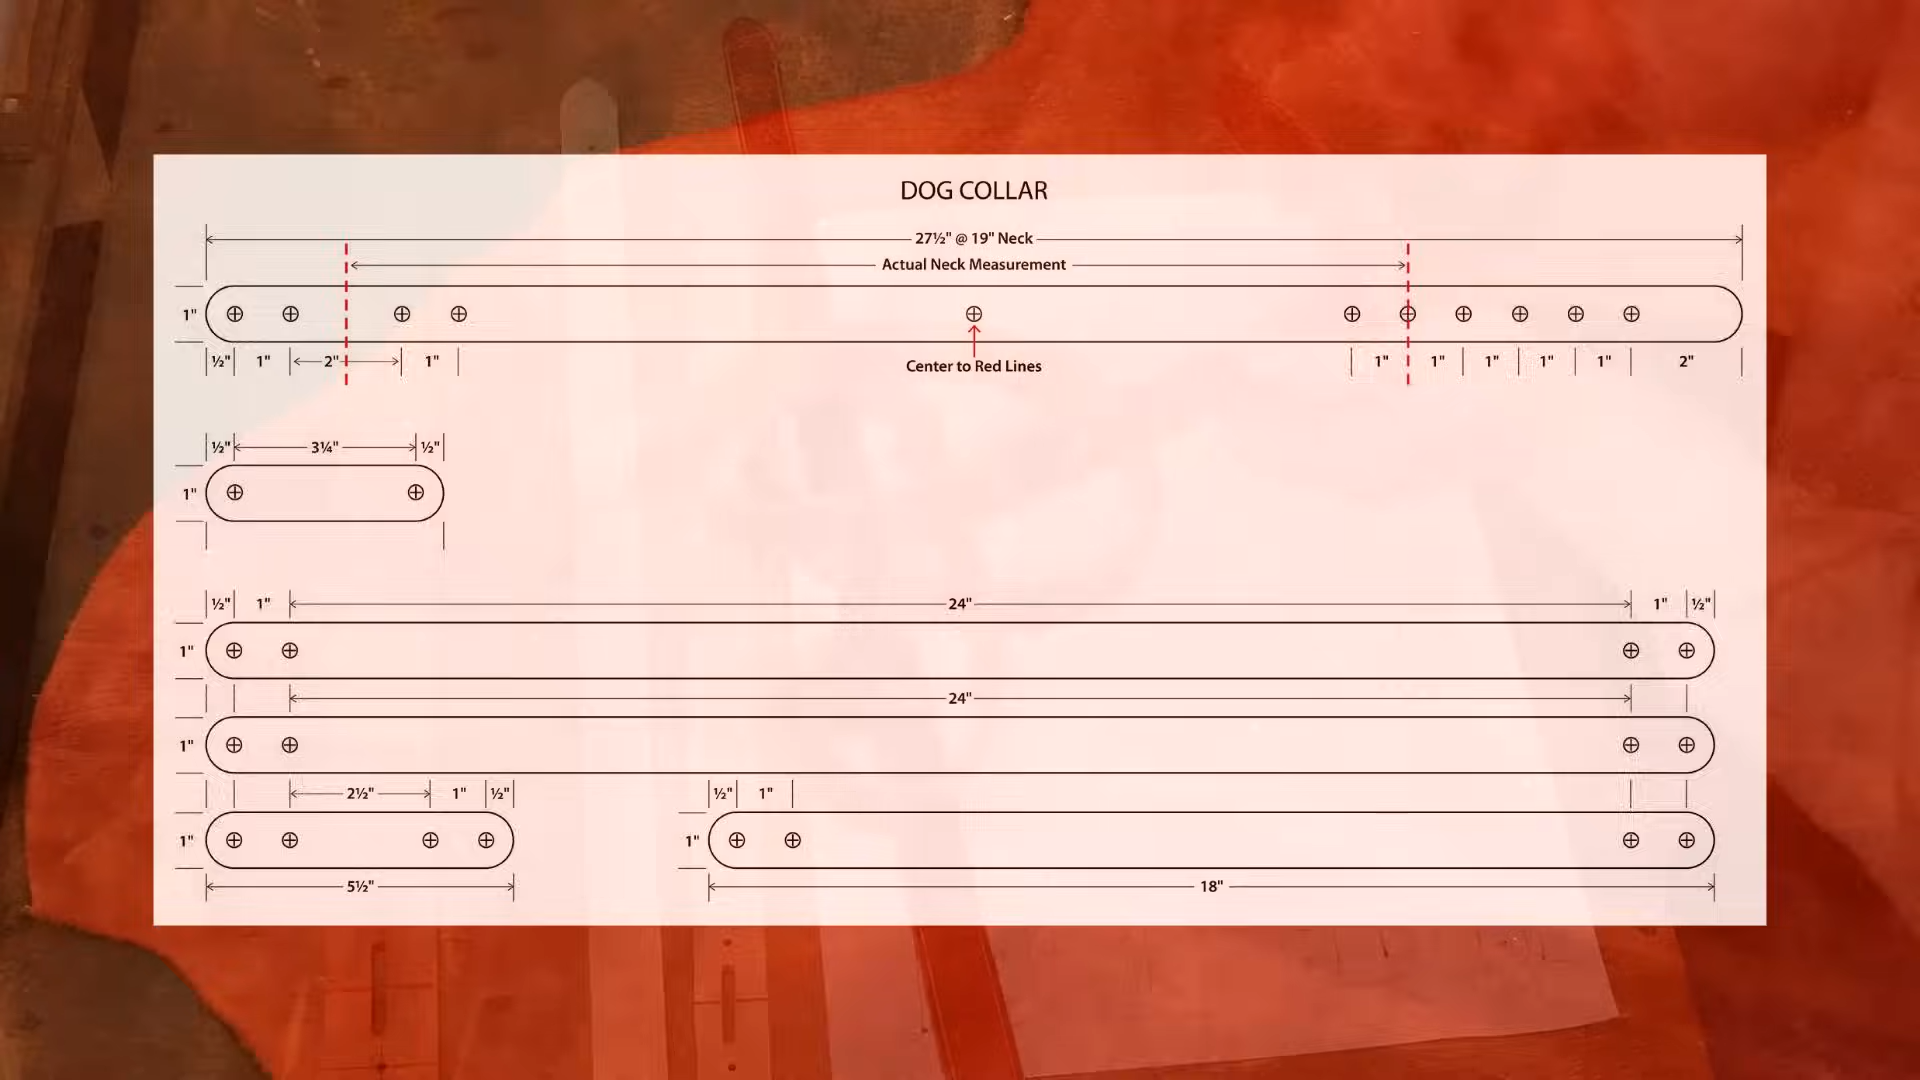 DOG COLLAR
27½" @ 19" Neck
Actual Neck Measurement
1"
½" 1" 2" 1" 1" 1" 1" 1" 1" 2"
Center to Red Lines
½" 3¼" ½"
1"
½" 1" 24" 1" ½"
1"
24"
1"
2½" 1" ½" ½" 1"
1" 1"
5½" 18"